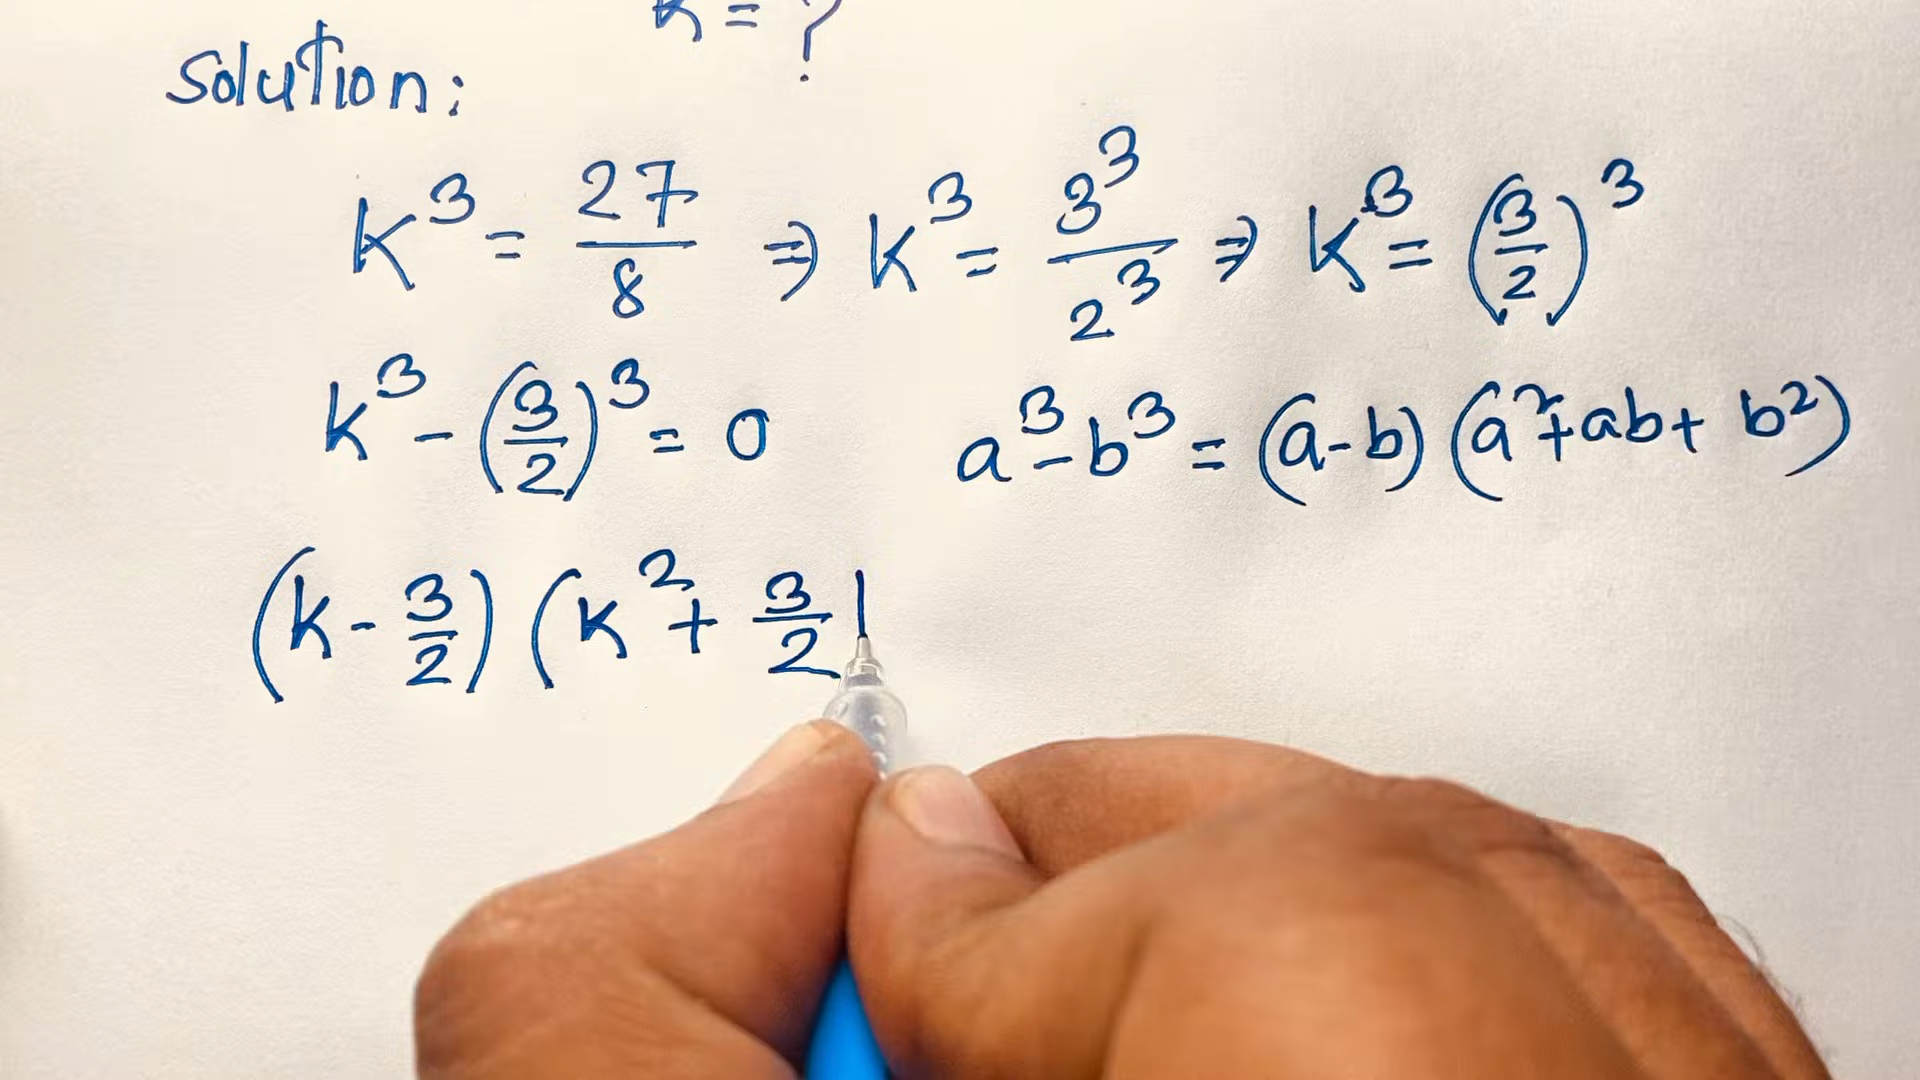 K = ?
Solution:
K³ = 27/8 ⇒ K³ = 3³/2³ ⇒ K³ = (3/2)³
K³ - (3/2)³ = 0 a³-b³ = (a-b) (a²+ab+b²)
(K - 3/2) (K² + 3/2